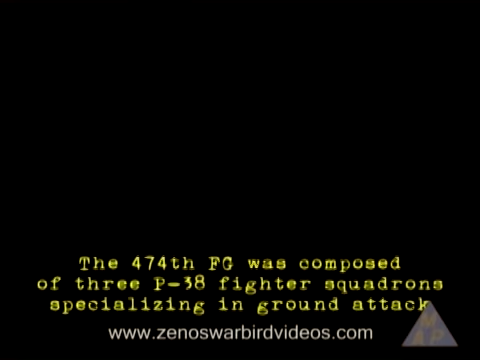 The 474th FG was composed
of three P-38 fighter squadrons
specializing in ground attack
www.zenoswarbirdvideos.com